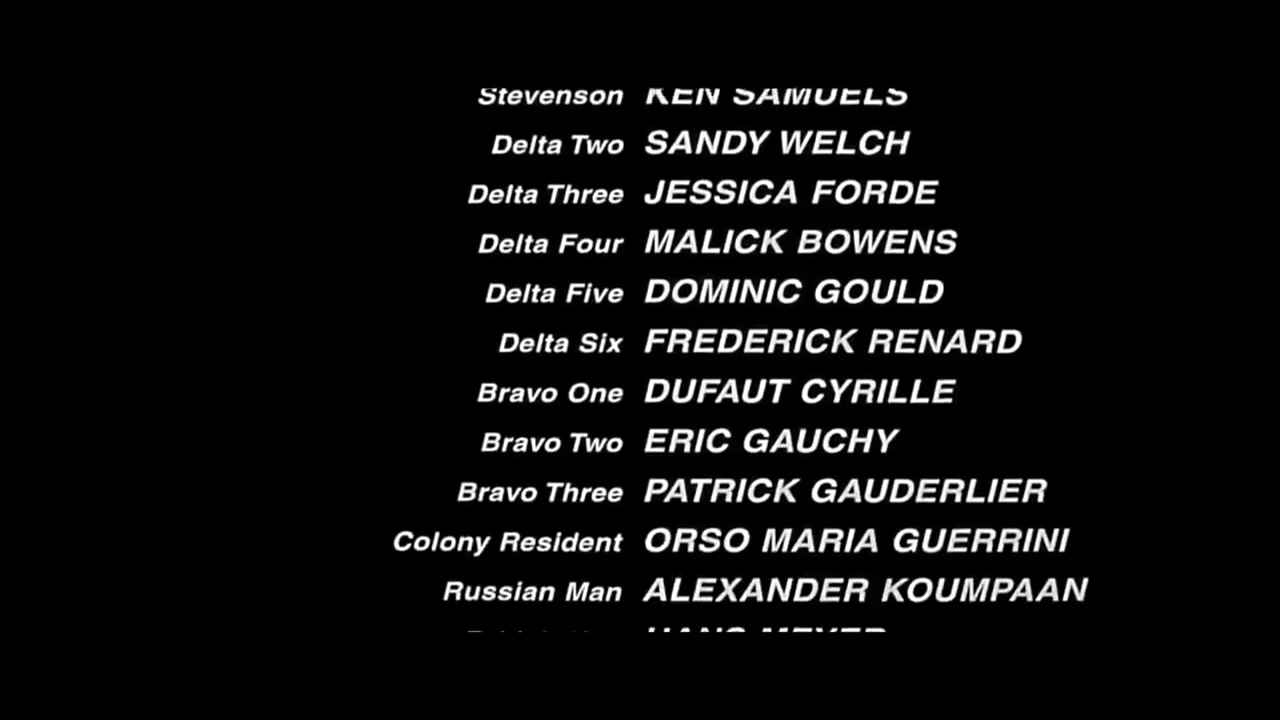 Stevenson KEN SAMUELS
Delta Two SANDY WELCH
Delta Three JESSICA FORDE
Delta Four MALICK BOWENS
Delta Five DOMINIC GOULD
Delta Six FREDERICK RENARD
Bravo One DUFAUT CYRILLE
Bravo Two ERIC GAUCHY
Bravo Three PATRICK GAUDERLIER
Colony Resident ORSO MARIA GUERRINI
Russian Man ALEXANDER KOUMPAAN
HANS MEYER